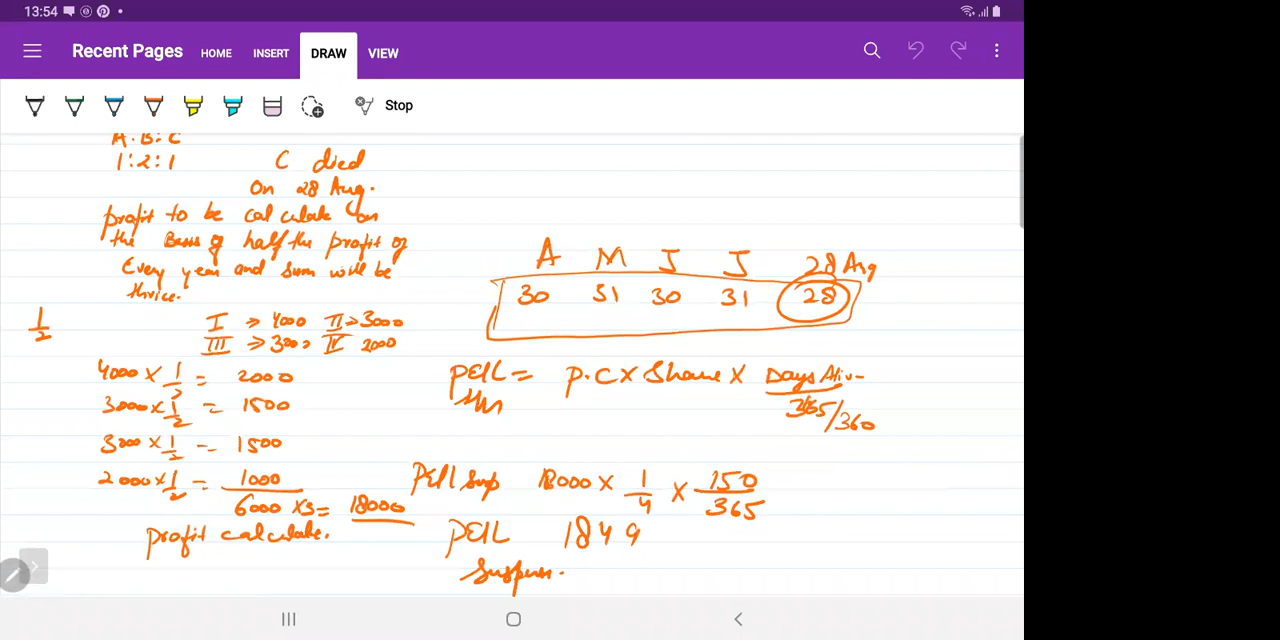 13:54
Recent Pages HOME INSERT DRAW VIEW
Stop
A:B:C
1:2:1
C died
On 28 Aug.
profit to be calculate on
the Basis of half the profit of
Every year and sum will be
thrice.
1/2
I => 4000 II => 3000
III => 3000 IV 2000
4000 × 1/2 = 2000
3000 × 1/2 = 1500
3000 × 1/2 = 1500
2000 × 1/2 = 1000
6000 × 3 = 18000
profit calculate.
A M J J 28 Aug
30 31 30 31 28
P&L = P.C × Share × Days Aliv-
365/360
P&L Susp 18000 × 1/4 × 150/365
P&L 1849
Suspens.